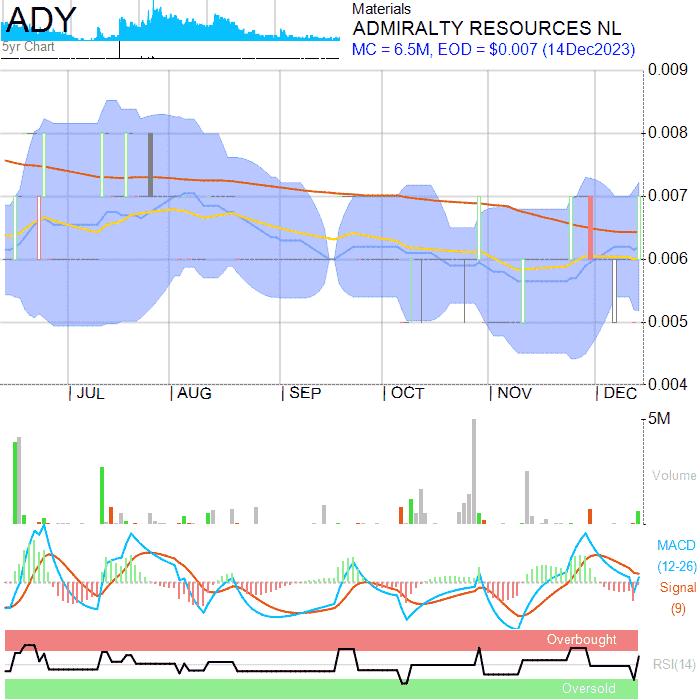 ADY
5yr Chart
Materials
ADMIRALTY RESOURCES NL
MC = 6.5M, EOD = $0.007 (14Dec2023)
0.009
0.008
0.007
0.006
0.005
0.004
JUL
AUG
SEP
OCT
NOV
DEC
5M
Volume
MACD
(12-26)
Signal
(9)
Overbought
RSI(14)
Oversold